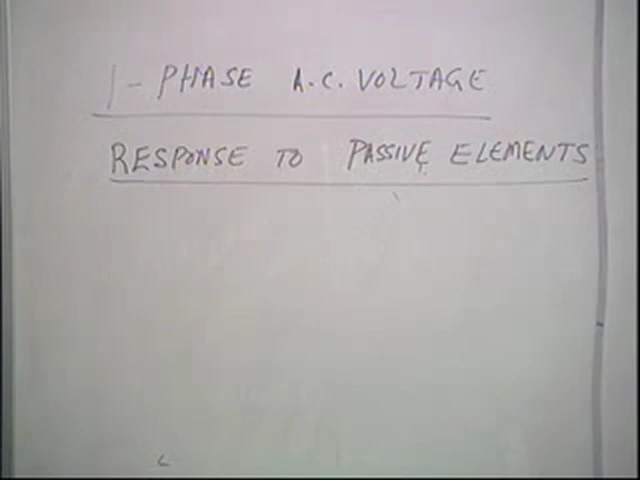 1- PHASE A.C. VOLTAGE
RESPONSE TO PASSIVE ELEMENTS